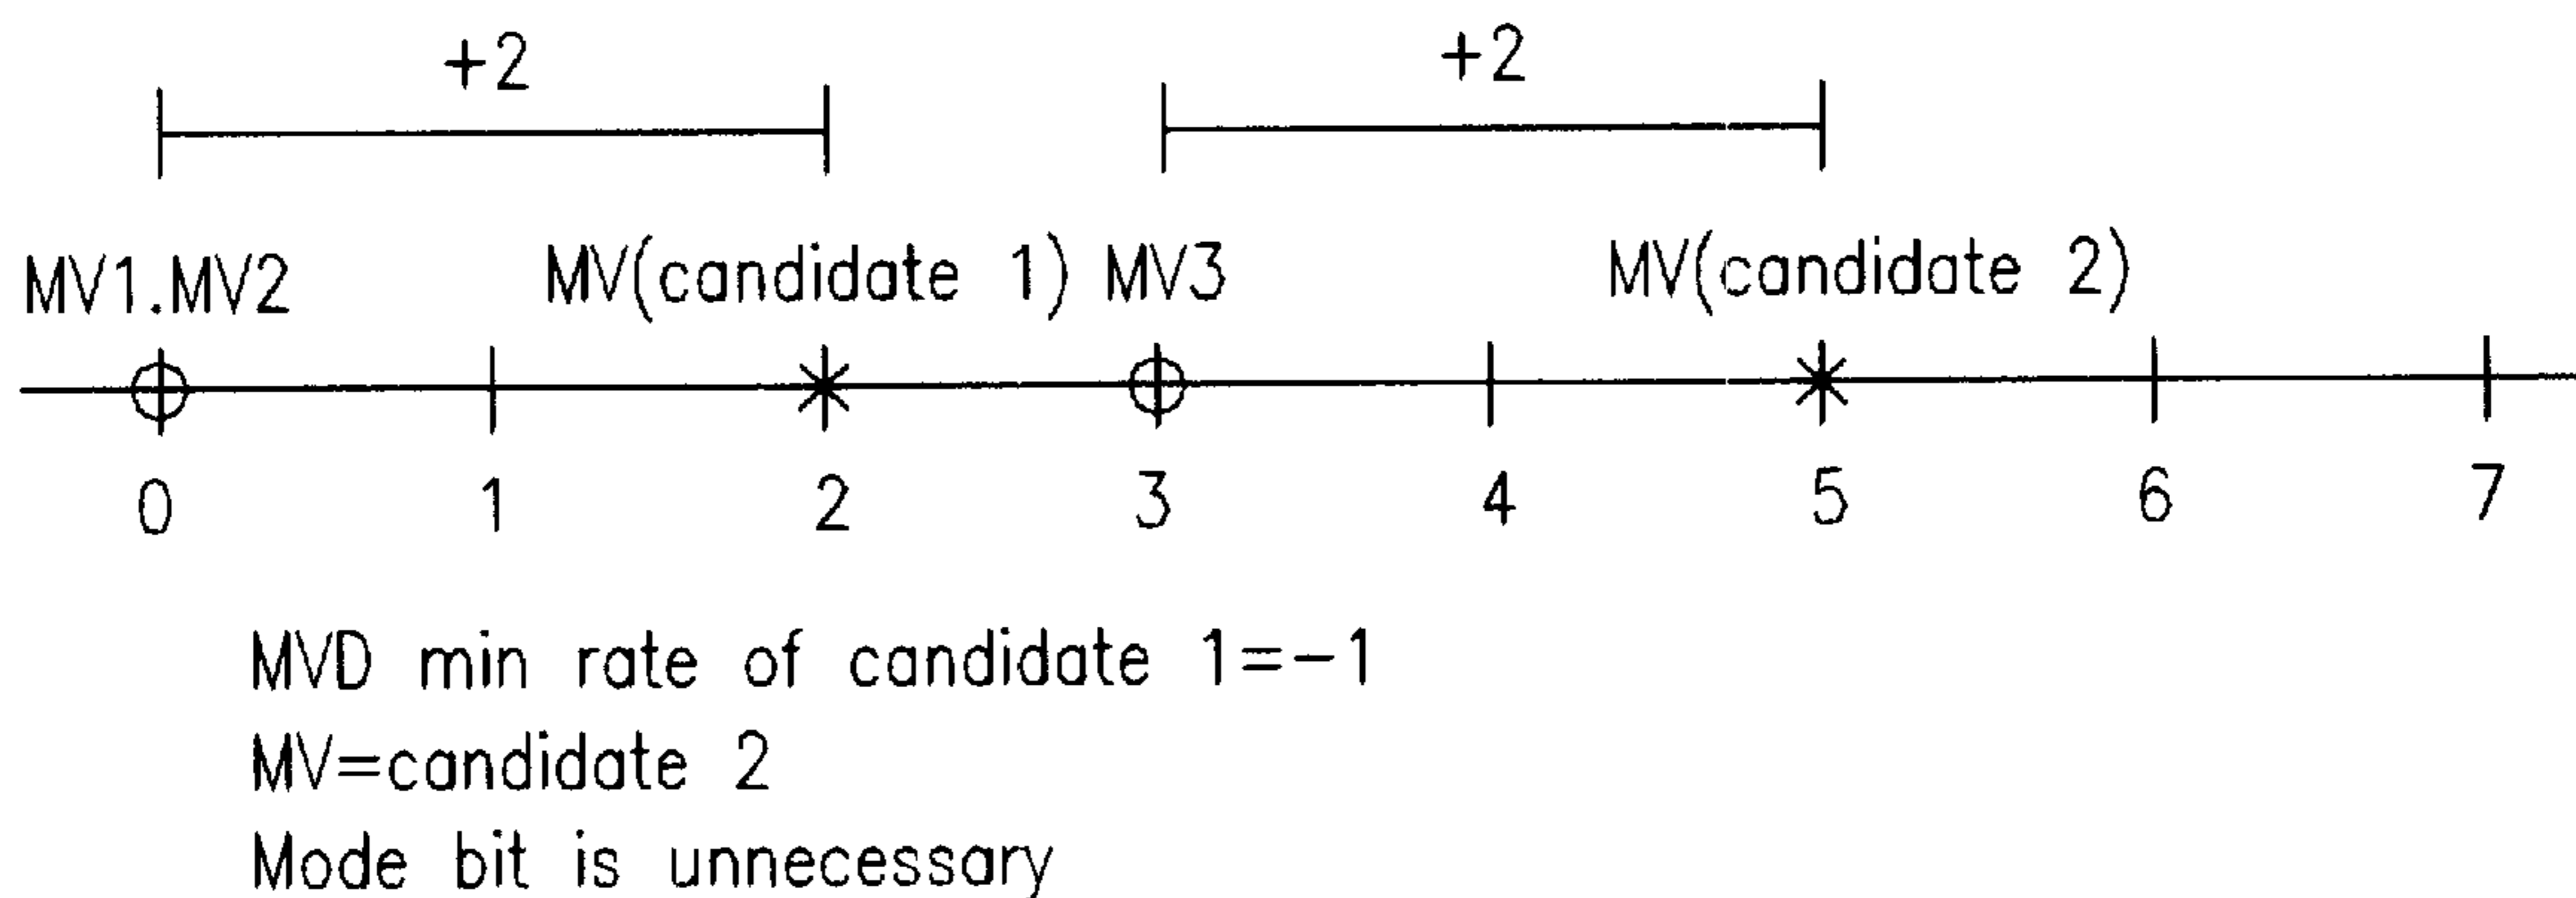 +2 +2
MV1.MV2 MV(candidate 1) MV3 MV(candidate 2)
0 1 2 3 4 5 6 7
MVD min rate of candidate 1=-1
MV=candidate 2
Mode bit is unnecessary